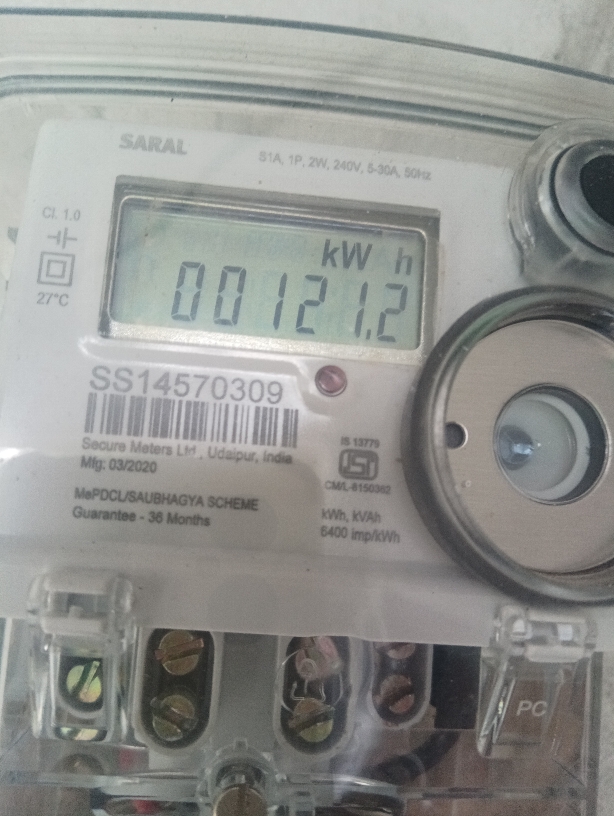 SARAL
S1A, 1P, 2W, 240V, 5-30A, 50Hz
Cl. 1.0
27°C
kW h
00121.2
SS14570309
Secure Meters Ltd., Udaipur, India
Mfg: 03/2020
MePDCL/SAUBHAGYA SCHEME
Guarantee - 36 Months
IS 13779
ISI
CM/L-8150362
kWh, kVAh
6400 imp/kWh
PC